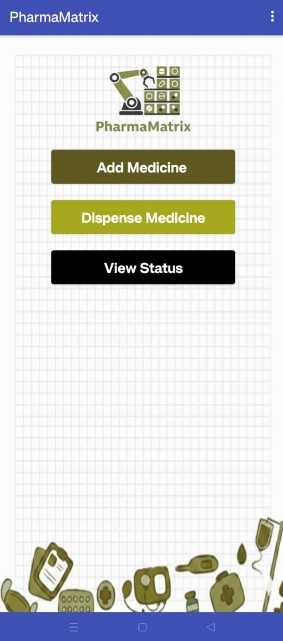 PharmaMatrix
PharmaMatrix
Add Medicine
Dispense Medicine
View Status